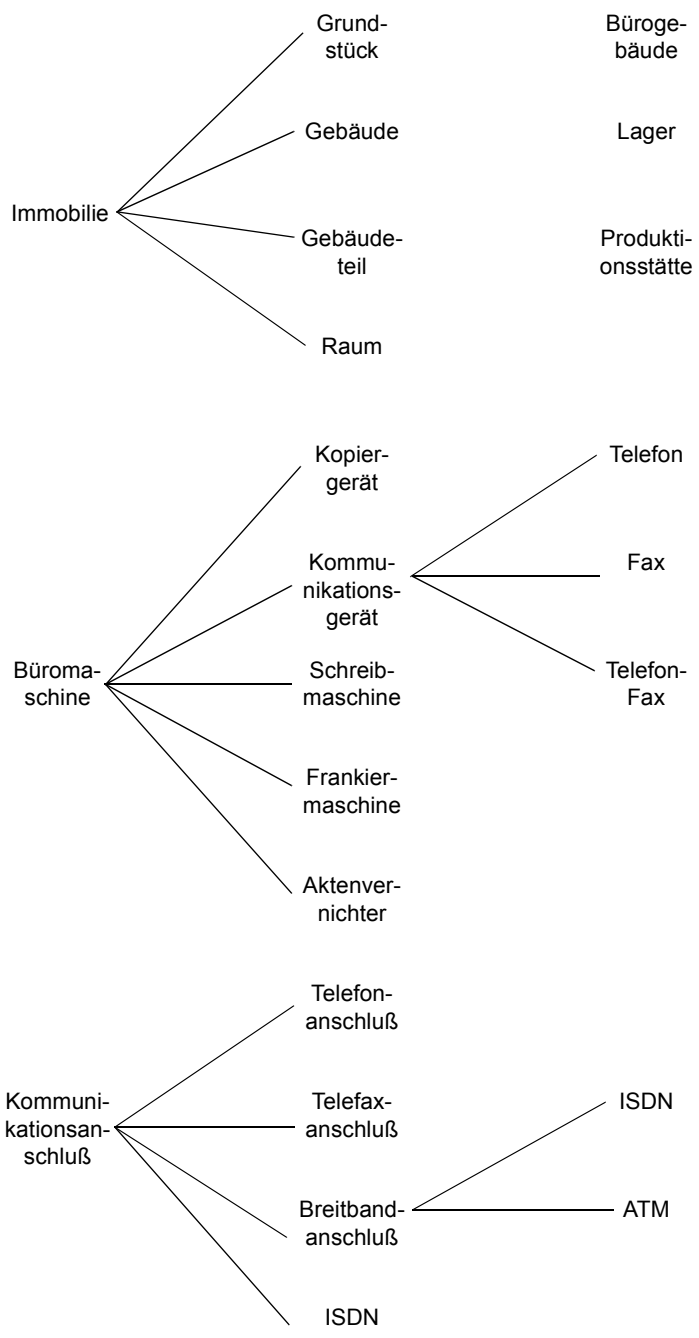 Grund-
stück
Büroge-
bäude
Gebäude
Lager
Immobilie
Gebäude-
teil
Produkti-
onsstätte
Raum
Kopier-
gerät
Telefon
Kommu-
nikations-
gerät
Fax
Büroma-
schine
Schreib-
maschine
Telefon-
Fax
Frankier-
maschine
Aktenver-
nichter
Telefon-
anschluß
Kommuni-
kationsan-
schluß
Telefax-
anschluß
ISDN
Breitband-
anschluß
ATM
ISDN